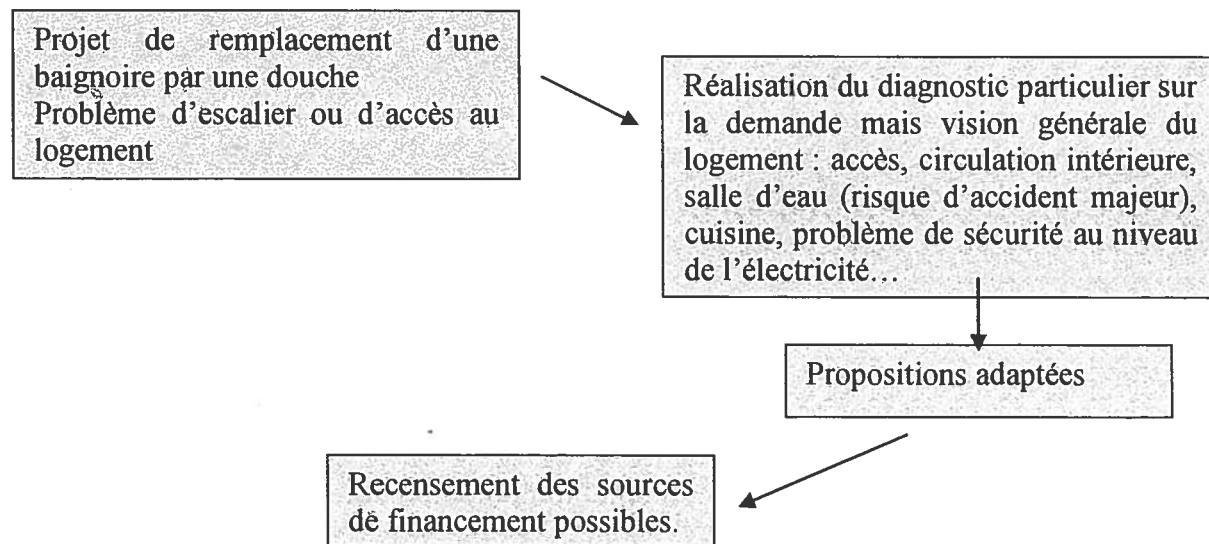 Projet de remplacement d'une
baignoire par une douche
Problème d'escalier ou d'accès au
logement
Réalisation du diagnostic particulier sur
la demande mais vision générale du
logement : accès, circulation intérieure,
salle d'eau (risque d'accident majeur),
cuisine, problème de sécurité au niveau
de l'électricité…
Propositions adaptées
Recensement des sources
de financement possibles.